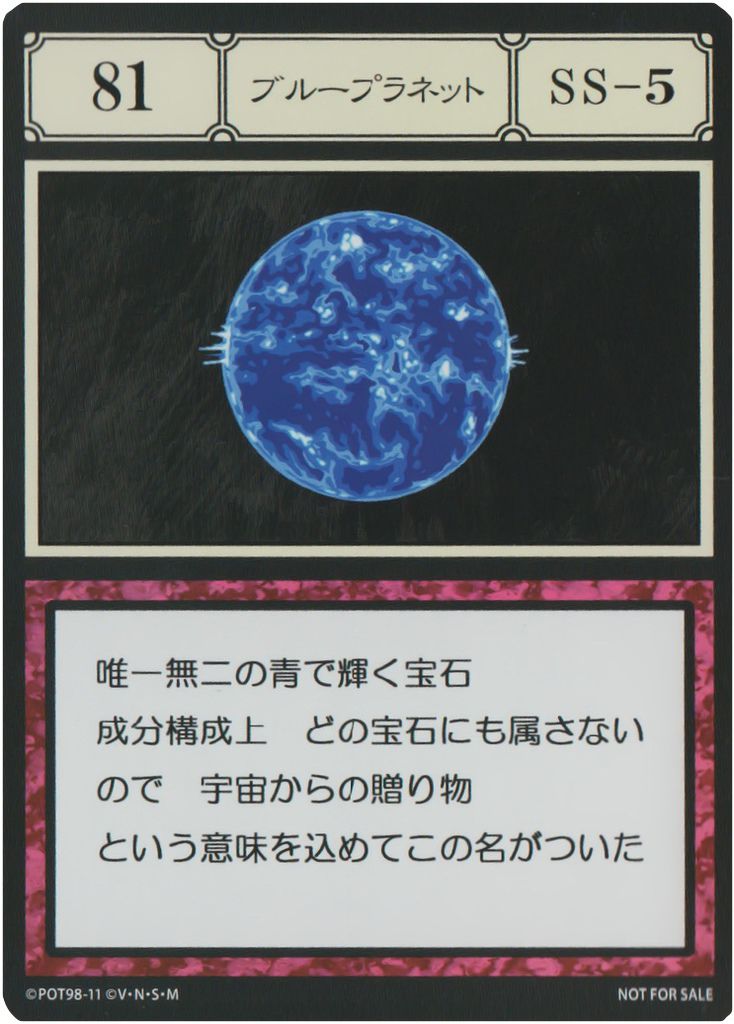 81
ブループラネット
SS-5
唯一無二の青で輝く宝石
成分構成上　どの宝石にも属さない
ので　宇宙からの贈り物
という意味を込めてこの名がついた
©POT98-11 ©V・N・S・M
NOT FOR SALE